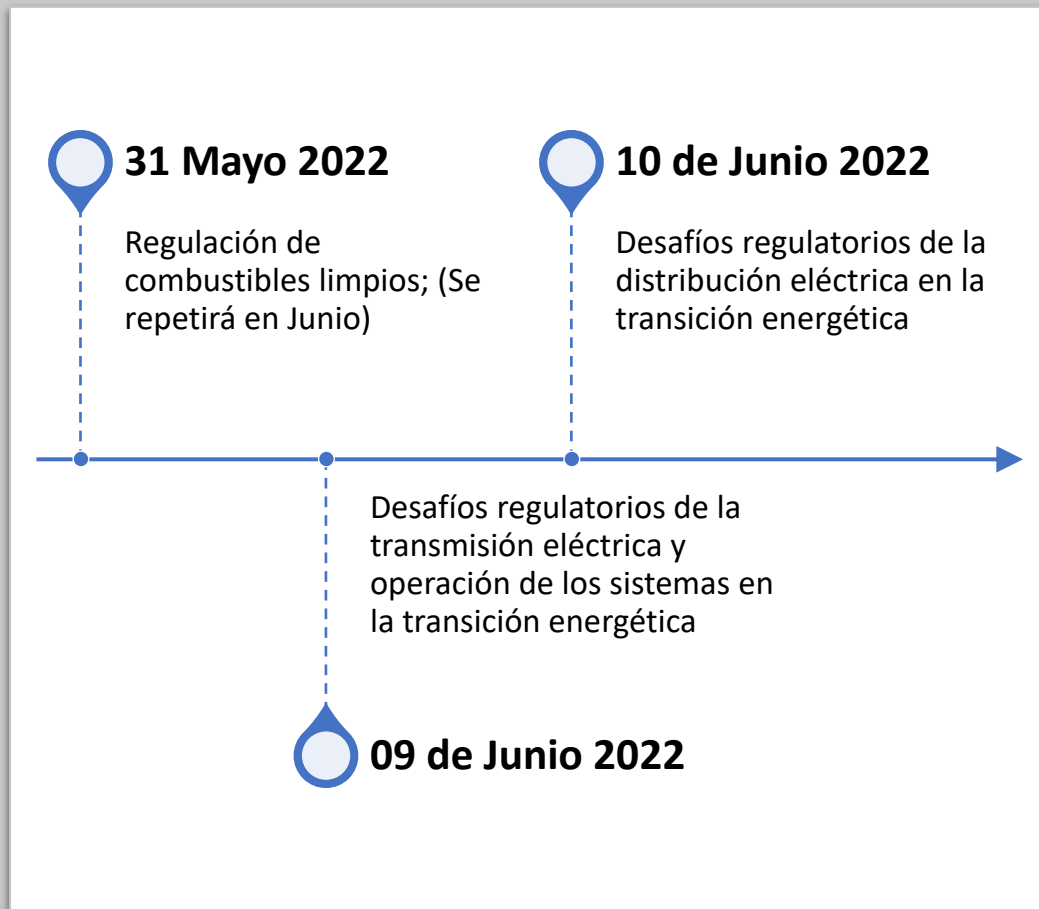 31 Mayo 2022
Regulación de
combustibles limpios; (Se
repetirá en Junio)
10 de Junio 2022
Desafíos regulatorios de la
distribución eléctrica en la
transición energética
Desafíos regulatorios de la
transmisión eléctrica y
operación de los sistemas en
la transición energética
09 de Junio 2022